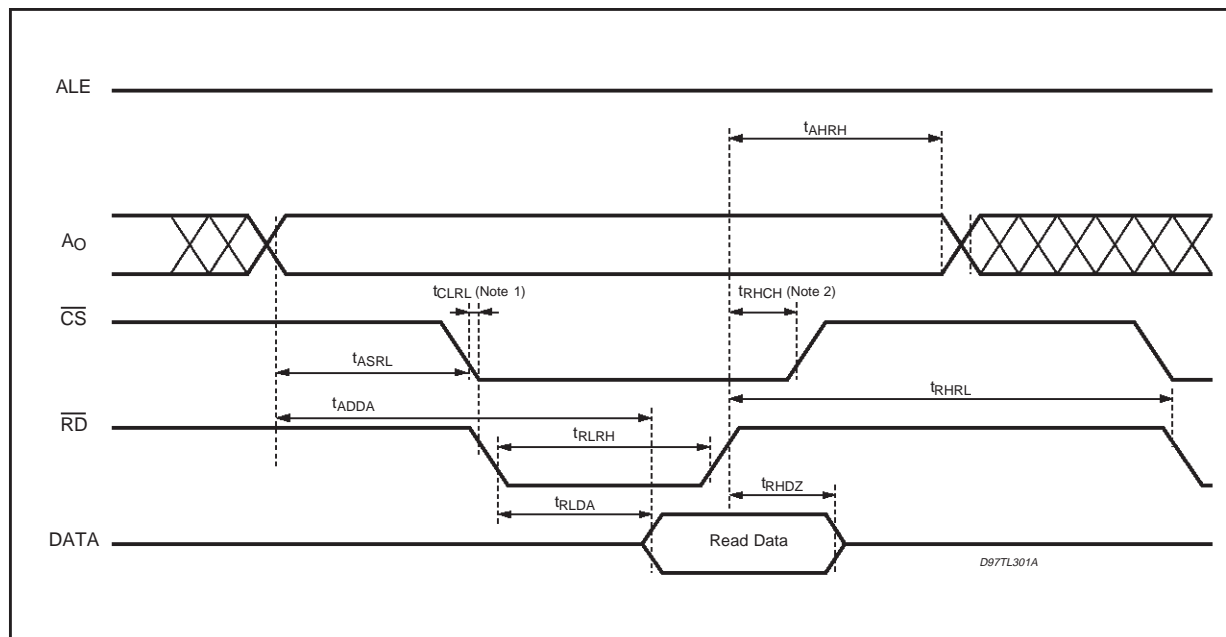 ALE
tAHRH
AO
tCLRL (Note 1)
tRHCH (Note 2)
CS
tASRL
tRHRL
tADDA
RD
tRLRH
tRHDZ
tRLDA
DATA
Read Data
D97TL301A